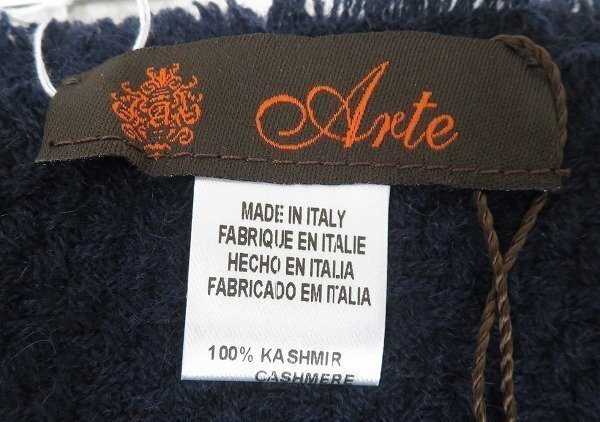 Arte
MADE IN ITALY
FABRIQUE EN ITALIE
HECHO EN ITALIA
FABRICADO EM ITALIA
100% KASHMIR
CASHMERE